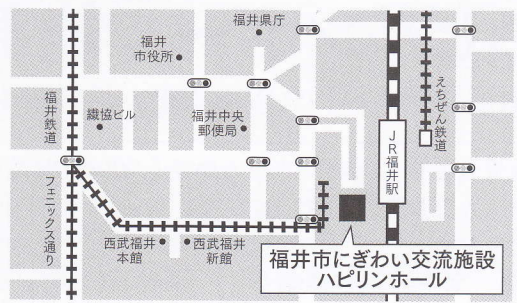 福井県庁
福井
市役所
繊協ビル
福井中央
郵便局
福井鉄道
フェニックス通り
えちぜん鉄道
JR福井駅
西武福井
本館
西武福井
新館
福井市にぎわい交流施設
ハピリンホール